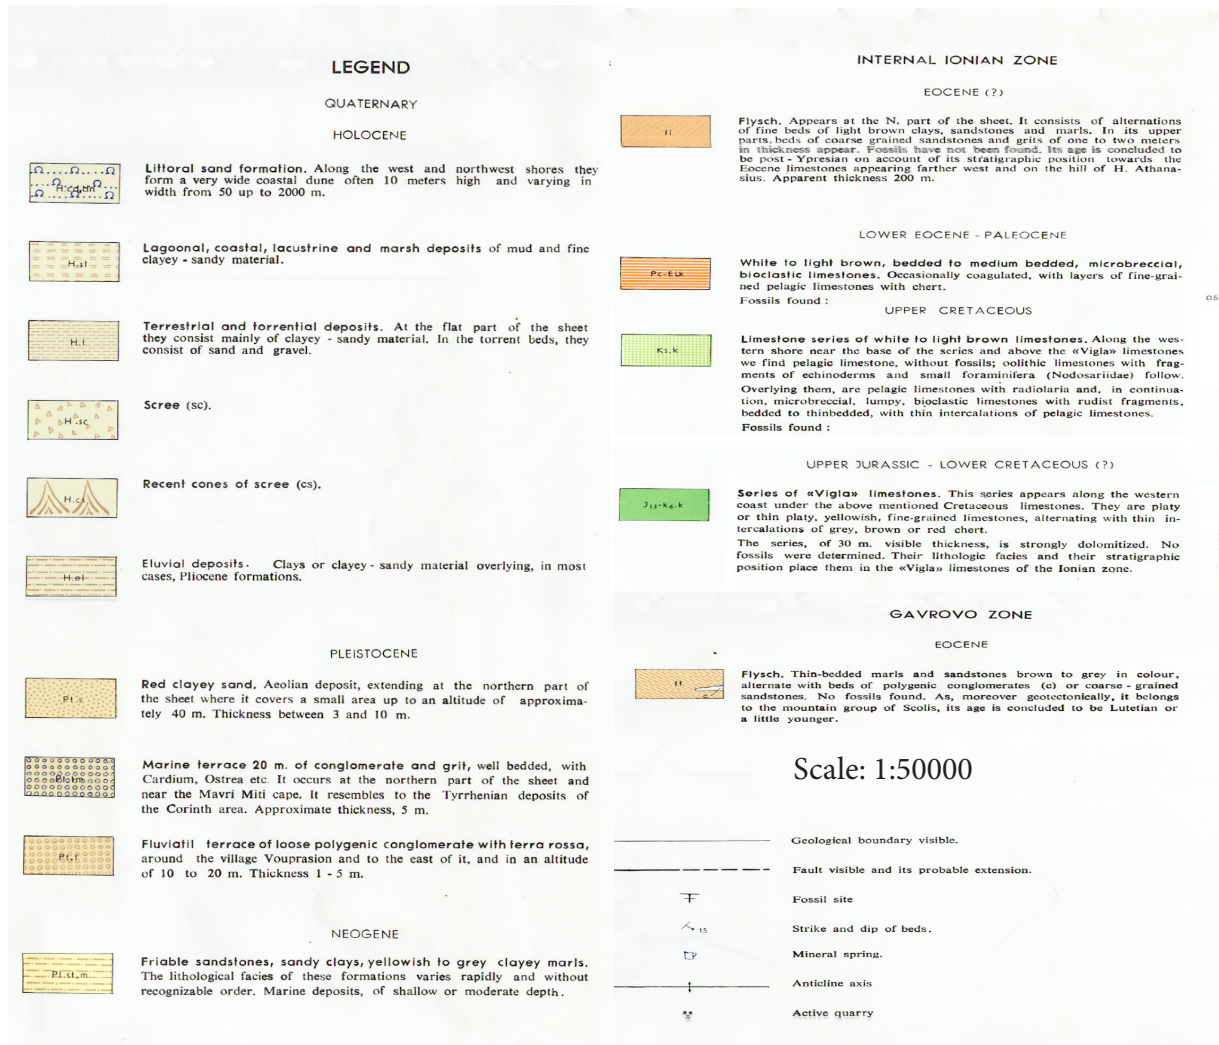 LEGEND
QUATERNARY
HOLOCENE
H.cd,dn
Littoral sand formation. Along the west and northwest shores they
form a very wide coastal dune often 10 meters high and varying in
width from 50 up to 2000 m.
H.sl
Lagoonal, coastal, lacustrine and marsh deposits of mud and fine
clayey - sandy material.
H.l
Terrestrial and torrential deposits. At the flat part of the sheet
they consist mainly of clayey - sandy material. In the torrent beds, they
consist of sand and gravel.
H.sc
Scree (sc).
H.cs
Recent cones of scree (cs).
H.el
Eluvial deposits. Clays or clayey - sandy material overlying, in most
cases, Pliocene formations.
PLEISTOCENE
Pt.s
Red clayey sand. Aeolian deposit, extending at the northern part of
the sheet where it covers a small area up to an altitude of approxima-
tely 40 m. Thickness between 3 and 10 m.
Pt.tm
Marine terrace 20 m. of conglomerate and grit, well bedded, with
Cardium, Ostrea etc. It occurs at the northern part of the sheet and
near the Mavri Miti cape. It resembles to the Tyrrhenian deposits of
the Corinth area. Approximate thickness, 5 m.
Pt.t
Fluviatil terrace of loose polygenic conglomerate with terra rossa,
around the village Vouprasion and to the east of it, and in an altitude
of 10 to 20 m. Thickness 1 - 5 m.
NEOGENE
Pl.st,m
Friable sandstones, sandy clays, yellowish to grey clayey marls.
The lithological facies of these formations varies rapidly and without
recognizable order. Marine deposits, of shallow or moderate depth.
INTERNAL IONIAN ZONE
EOCENE (?)
fi
Flysch. Appears at the N. part of the sheet. It consists of alternations
of fine beds of light brown clays, sandstones and marls. In its upper
parts, beds of coarse grained sandstones and grits of one to two meters
in thickness appear. Fossils have not been found. Its age is concluded to
be post - Ypresian on account of its stratigraphic position towards the
Eocene limestones appearing farther west and on the hill of H. Athana-
sius. Apparent thickness 200 m.
LOWER EOCENE - PALEOCENE
Pc-E.k
White to light brown, bedded to medium bedded, microbreccial,
bioclastic limestones. Occasionally coagulated, with layers of fine-grai-
ned pelagic limestones with chert.
Fossils found :
05
UPPER CRETACEOUS
Ks.k
Limestone series of white to light brown limestones. Along the wes-
tern shore near the base of the series and above the «Vigla» limestones
we find pelagic limestone, without fossils; oolithic limestones with frag-
ments of echinoderms and small foraminifera (Nodosariidae) follow.
Overlying them, are pelagic limestones with radiolaria and, in continua-
tion, microbreccial, lumpy, bioclastic limestones with rudist fragments,
bedded to thinbedded, with thin intercalations of pelagic limestones.
Fossils found :
UPPER JURASSIC - LOWER CRETACEOUS (?)
J13-K6.k
Series of «Vigla» limestones. This series appears along the western
coast under the above mentioned Cretaceous limestones. They are platy
or thin platy, yellowish, fine-grained limestones, alternating with thin in-
tercalations of grey, brown or red chert.
The series, of 30 m. visible thickness, is strongly dolomitized. No
fossils were determined. Their lithologic facies and their stratigraphic
position place them in the «Vigla» limestones of the Ionian zone.
GAVROVO ZONE
EOCENE
c
Flysch. Thin-bedded marls and sandstones brown to grey in colour,
alternate with beds of polygenic conglomerates (c) or coarse - grained
sandstones. No fossils found. As, moreover geotectonically, it belongs
to the mountain group of Scolis, its age is concluded to be Lutetian or
a little younger.
Scale: 1:50000
Geological boundary visible.
Fault visible and its probable extension.
Fossil site
15
Strike and dip of beds.
Mineral spring.
Anticline axis
Active quarry